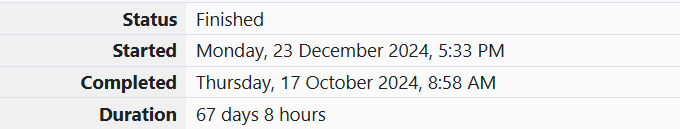 Status Finished
Started Monday, 23 December 2024, 5:33 PM
Completed Thursday, 17 October 2024, 8:58 AM
Duration 67 days 8 hours